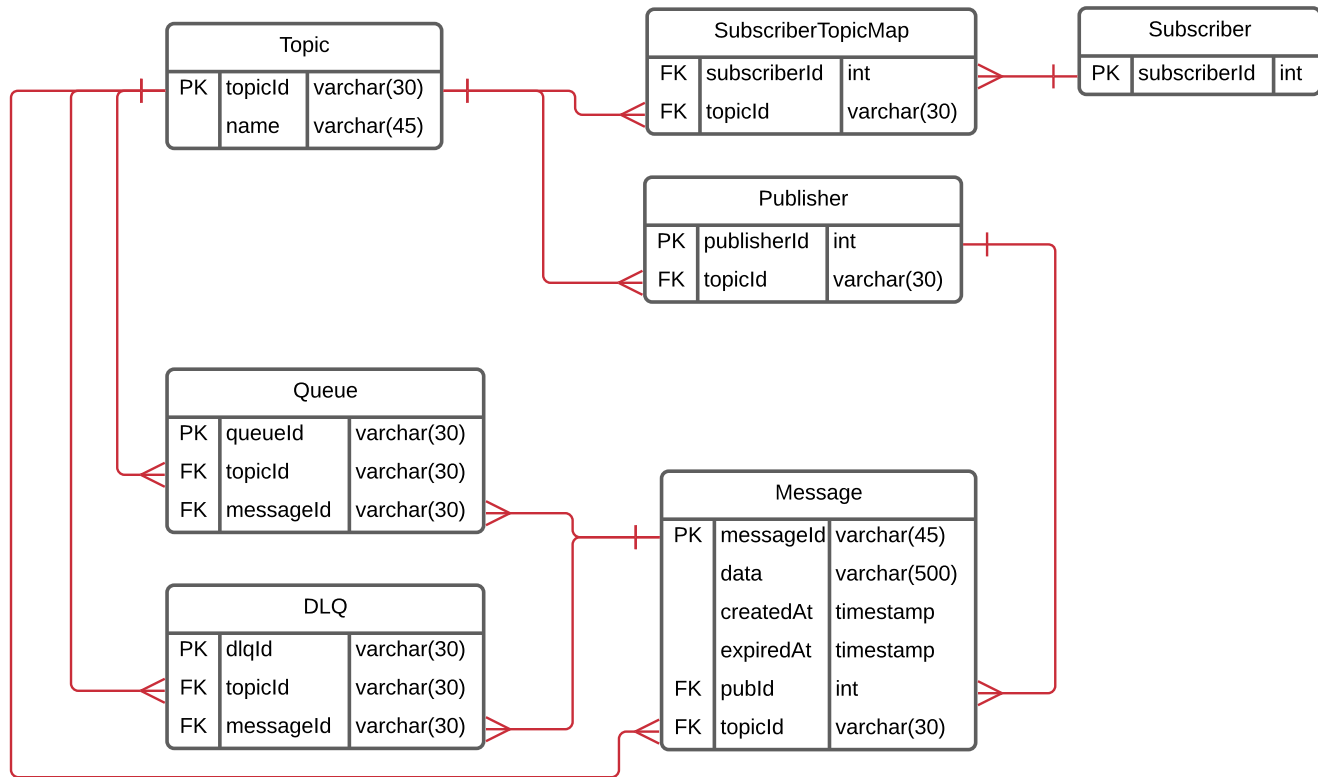 Topic
PK topicId varchar(30)
name varchar(45)
SubscriberTopicMap
FK subscriberId int
FK topicId varchar(30)
Subscriber
PK subscriberId int
Publisher
PK publisherId int
FK topicId varchar(30)
Queue
PK queueId varchar(30)
FK topicId varchar(30)
FK messageId varchar(30)
DLQ
PK dlqId varchar(30)
FK topicId varchar(30)
FK messageId varchar(30)
Message
PK messageId varchar(45)
data varchar(500)
createdAt timestamp
expiredAt timestamp
FK pubId int
FK topicId varchar(30)